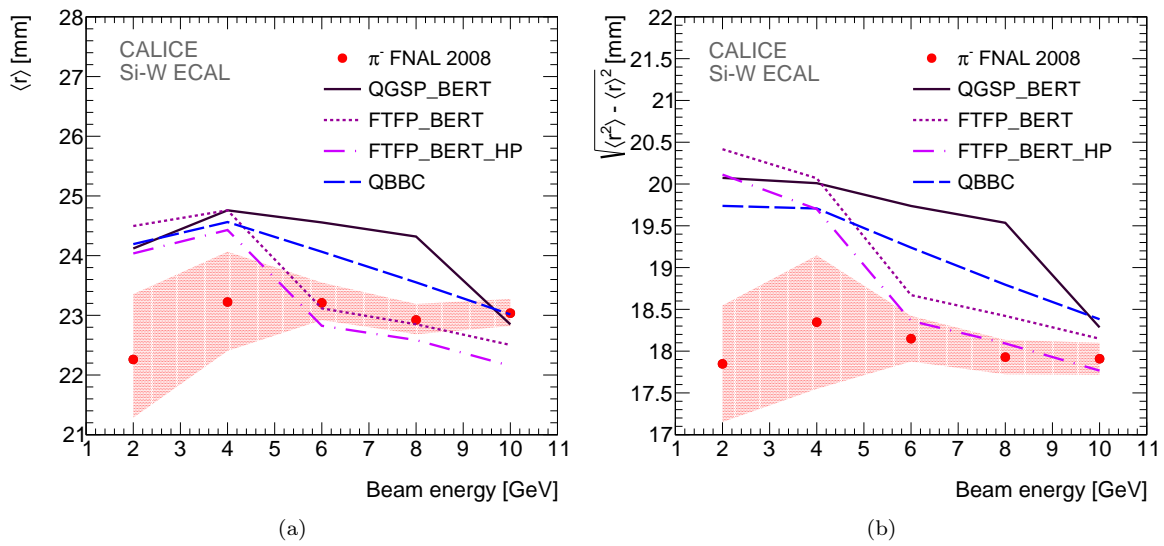 ⟨r⟩ [mm]
28
27
26
25
24
23
22
21
CALICE
Si-W ECAL
π⁻ FNAL 2008
QGSP_BERT
FTFP_BERT
FTFP_BERT_HP
QBBC
1 2 3 4 5 6 7 8 9 10 11
Beam energy [GeV]
(a)
√⟨r²⟩ - ⟨r⟩² [mm]
22
21.5
21
20.5
20
19.5
19
18.5
18
17.5
17
CALICE
Si-W ECAL
π⁻ FNAL 2008
QGSP_BERT
FTFP_BERT
FTFP_BERT_HP
QBBC
1 2 3 4 5 6 7 8 9 10 11
Beam energy [GeV]
(b)